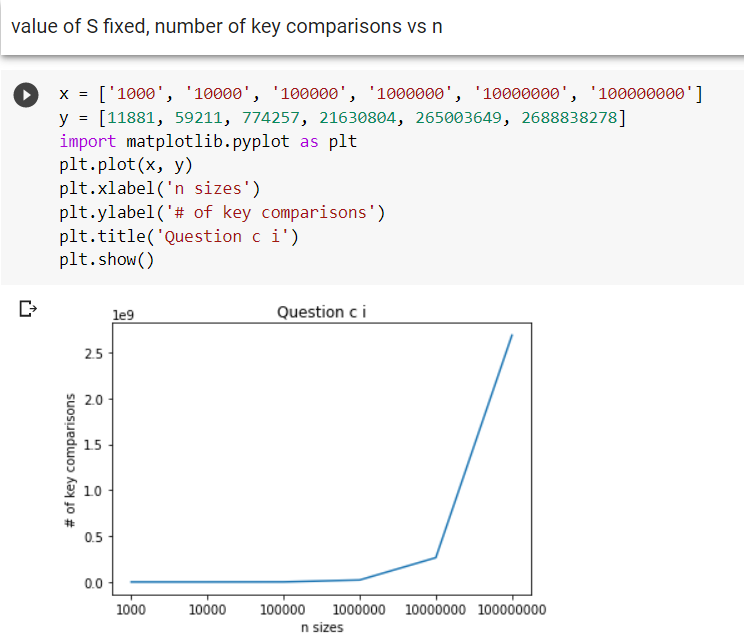 value of S fixed, number of key comparisons vs n
x = ['1000', '10000', '100000', '1000000', '10000000', '100000000']
y = [11881, 59211, 774257, 21630804, 265003649, 2688838278]
import matplotlib.pyplot as plt
plt.plot(x, y)
plt.xlabel('n sizes')
plt.ylabel('# of key comparisons')
plt.title('Question c i')
plt.show()
1e9
Question c i
2.5
2.0
1.5
1.0
0.5
0.0
# of key comparisons
1000 10000 100000 1000000 10000000 100000000
n sizes